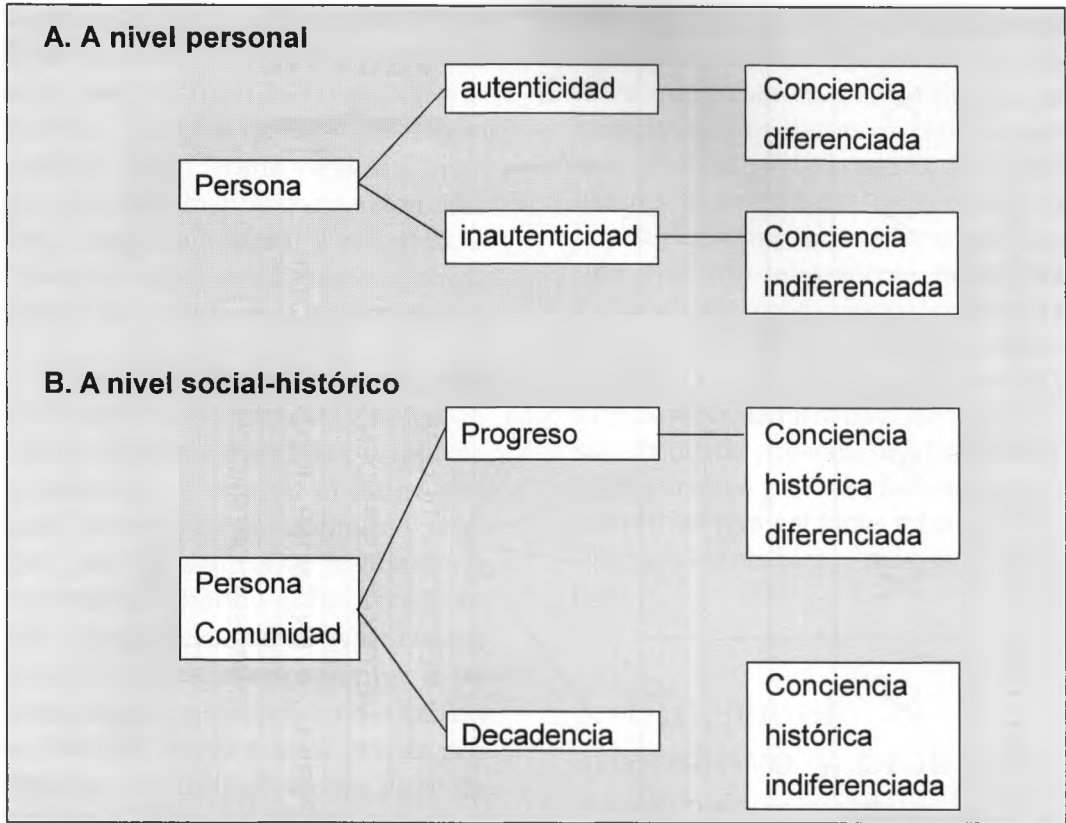 A. A nivel personal
autenticidad
Conciencia
diferenciada
Persona
inautenticidad
Conciencia
indiferenciada
B. A nivel social-histórico
Progreso
Conciencia
histórica
diferenciada
Persona
Comunidad
Decadencia
Conciencia
histórica
indiferenciada